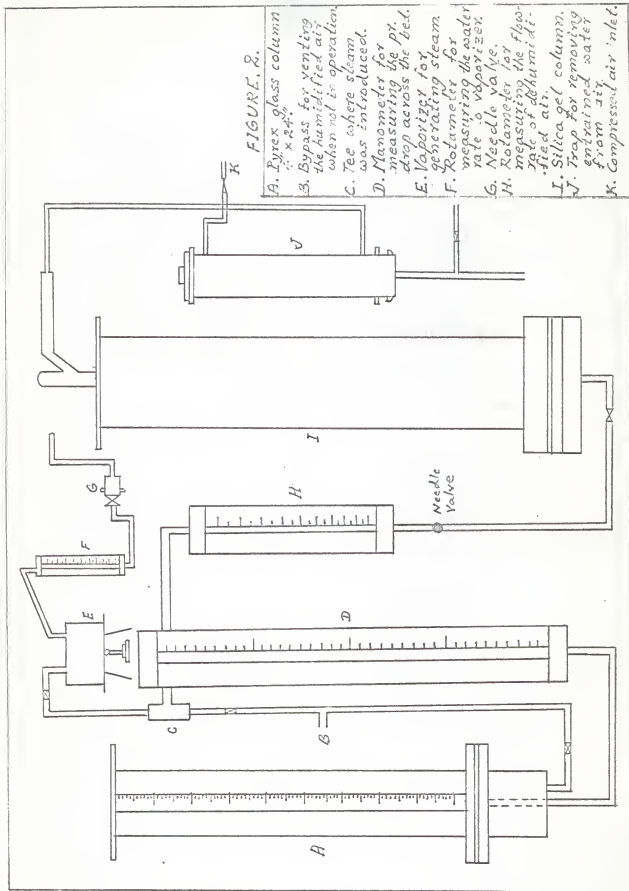 FIGURE. 2.
A. Pyrex glass column
" x 24".
B. Bypass for venting
the humidified air
when not in operation.
C. Tee where steam
was introduced.
D. Manometer for
measuring the pr.
drop across the bed.
E. Vaporizer for
generating steam.
F. Rotameter for
measuring the water
rate to vaporizer.
G. Needle valve.
H. Rotameter for
measuring the flow-
rate of dehumidi-
fied air.
I. Silica gel column.
J. Trap for removing
entrained water
from air.
K. Compressed air inlet.
K
J
I
G
F
H
Needle
Valve
E
D
C
B
A